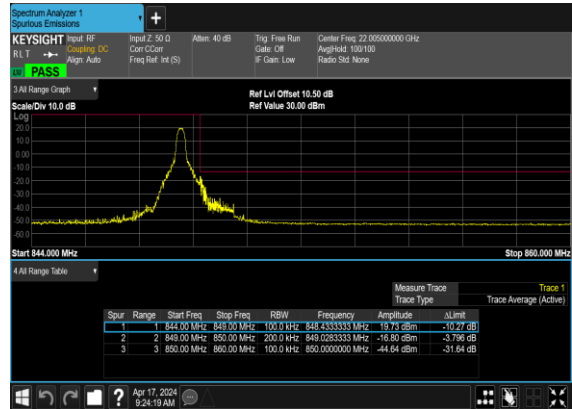 Spectrum Analyzer 1
Spurious Emissions
KEYSIGHT Input: RF Input Z: 50 Ω Atten: 40 dB Trig: Free Run Center Freq: 22.005000000 GHz
RLT Coupling: DC Corr CCorr Gate: Off Avg|Hold: 100/100
Align: Auto Freq Ref: Int (S) IF Gain: Low Radio Std: None
LW PASS
3 All Range Graph
Ref Lvl Offset 10.50 dB
Scale/Div 10.0 dB Ref Value 30.00 dBm
Log
20.0
10.0
0.00
-10.0
-20.0
-30.0
-40.0
-50.0
-60.0
Start 844.000 MHz Stop 860.000 MHz
4 All Range Table
Measure Trace Trace 1
Trace Type Trace Average (Active)
Spur Range Start Freq Stop Freq RBW Frequency Amplitude ΔLimit
1 1 844.00 MHz 849.00 MHz 100.0 kHz 848.4333333 MHz 19.73 dBm -10.27 dB
2 2 849.00 MHz 850.00 MHz 200.0 kHz 849.0283333 MHz -16.80 dBm -3.796 dB
3 3 850.00 MHz 860.00 MHz 100.0 kHz 850.0000000 MHz -44.64 dBm -31.64 dB
? Apr 17, 2024
9:24:19 AM